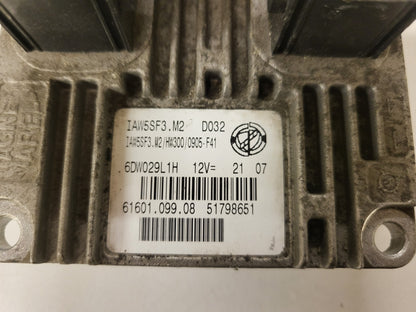 IAW5SF3.M2 D032
IAW5SF3.M2/HW300/0905-F41
6DW029L1H 12V= 21 07
61601.099.08 51798651